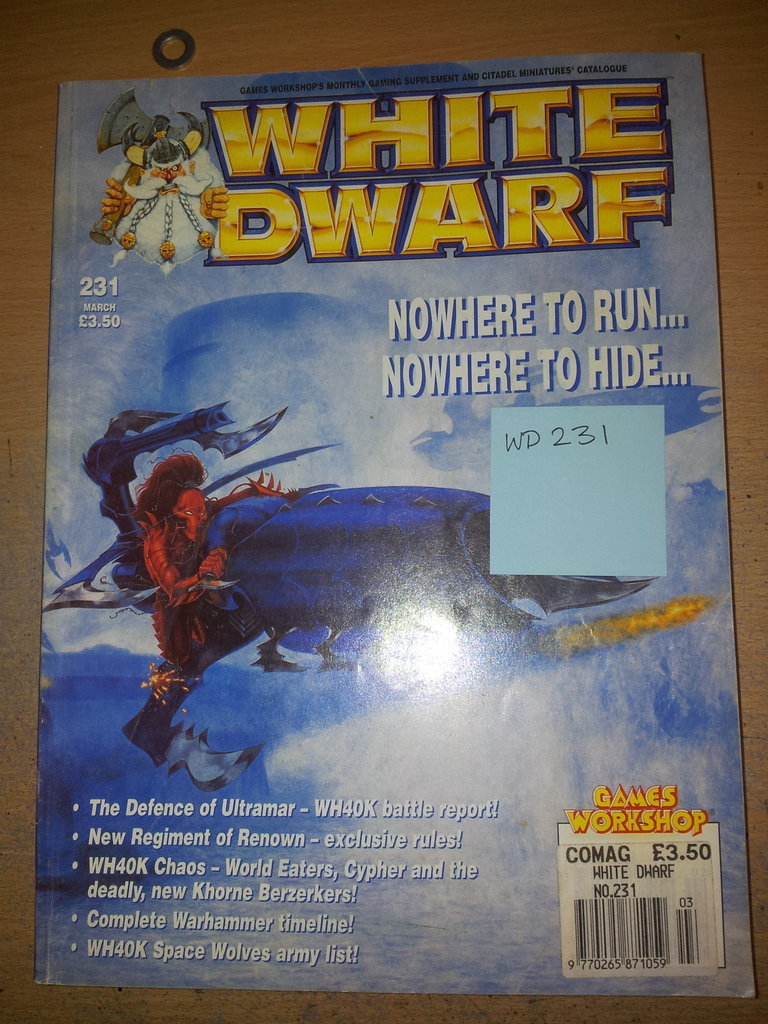 GAMES WORKSHOP'S MONTHLY GAMING SUPPLEMENT AND CITADEL MINIATURES® CATALOGUE
WHITE
DWARF
TM
231
MARCH
£3.50
NOWHERE TO RUN...
NOWHERE TO HIDE...
WD 231
• The Defence of Ultramar – WH40K battle report!
• New Regiment of Renown – exclusive rules!
• WH40K Chaos – World Eaters, Cypher and the
deadly, new Khorne Berzerkers!
• Complete Warhammer timeline!
• WH40K Space Wolves army list!
GAMES
WORKSHOP®
COMAG £3.50
WHITE DWARF
NO.231
03
9 770265 871059